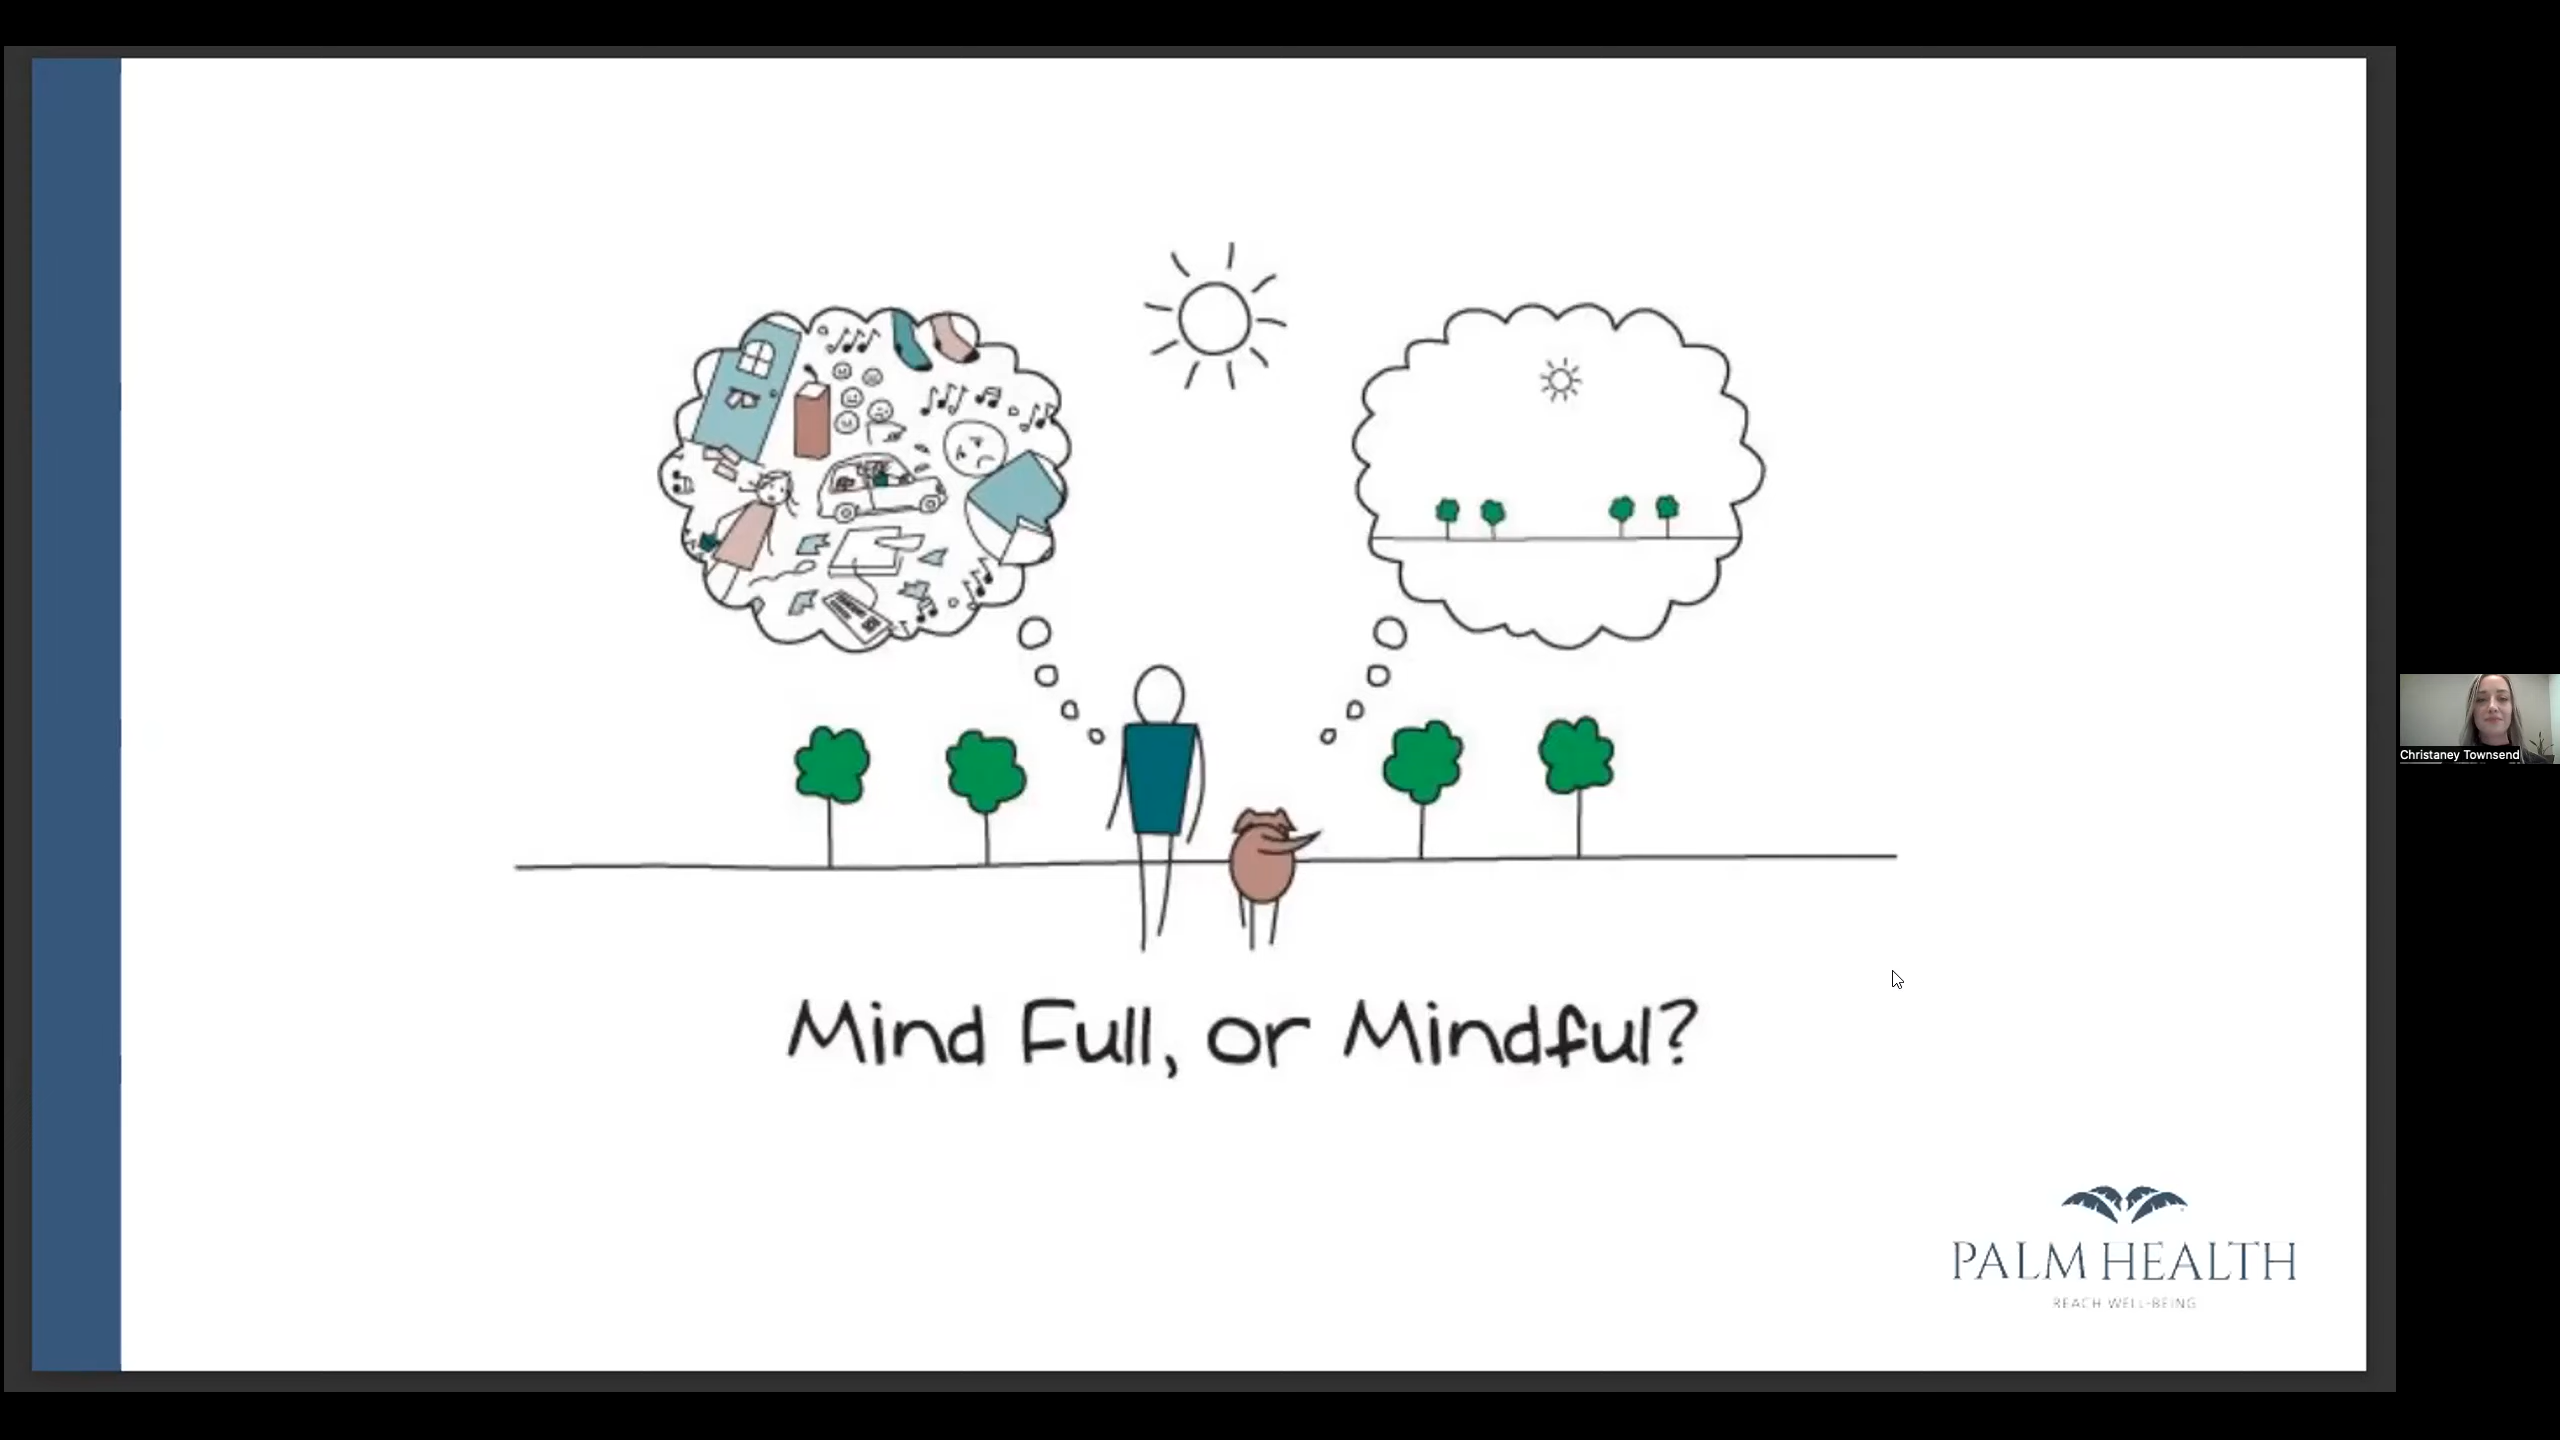 Mind Full, or Mindful?
Christaney Townsend
PALM HEALTH
REACH WELL-BEING